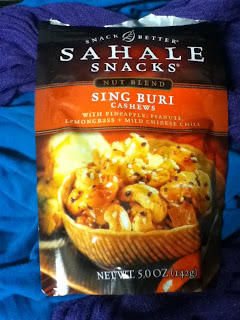 SNACK BETTER®
SAHALE
SNACKS®
NUT BLEND
SING BURI
CASHEWS
WITH PINEAPPLE, PEANUTS,
LEMONGRASS + MILD CHINESE CHILI
NET WT. 5.0 OZ (142g)